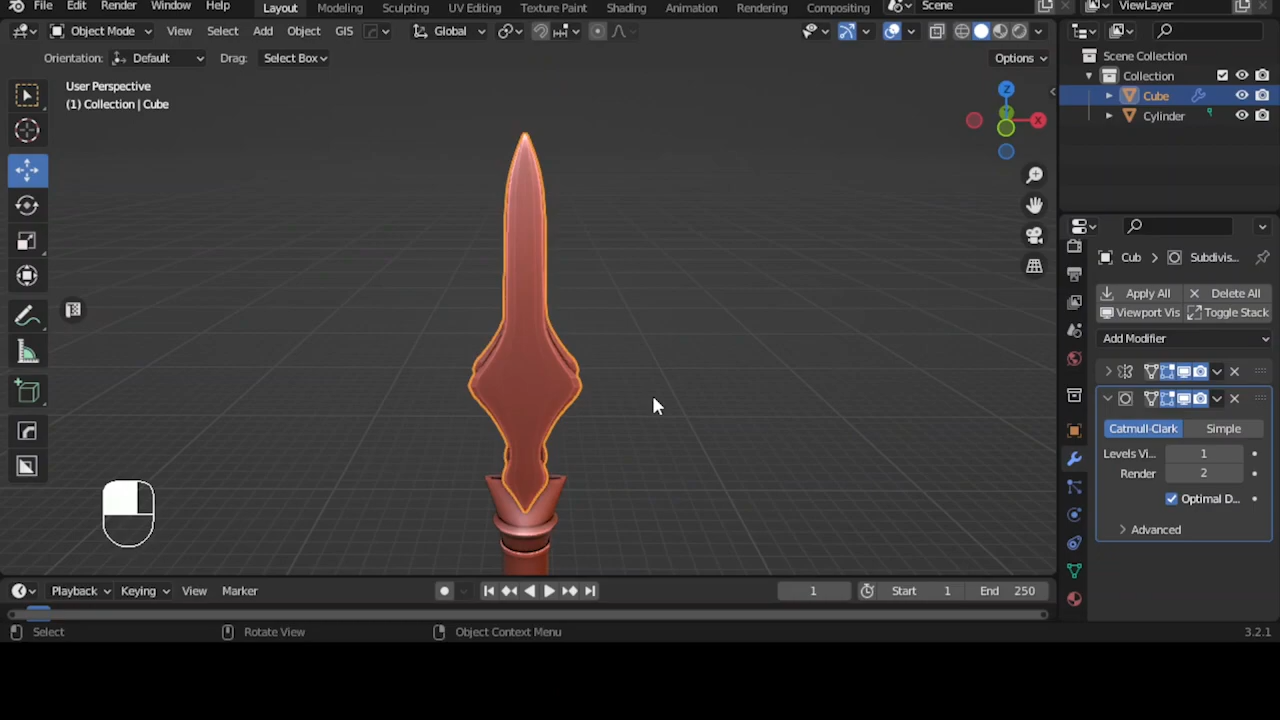 File Edit Render Window Help Layout Modeling Sculpting UV Editing Texture Paint Shading Animation Rendering Compositing Scene ViewLayer
Object Mode View Select Add Object GIS Global
Orientation: Default Drag: Select Box Options
User Perspective
(1) Collection | Cube
Z
X
Scene Collection
Collection
Cube
Cylinder
Cub Subdivis...
Apply All Delete All
Viewport Vis Toggle Stack
Add Modifier
Catmull-Clark Simple
Levels Vi... 1
Render 2
Optimal D...
Advanced
Playback Keying View Marker 1 Start 1 End 250
Select Rotate View Object Context Menu 3.2.1